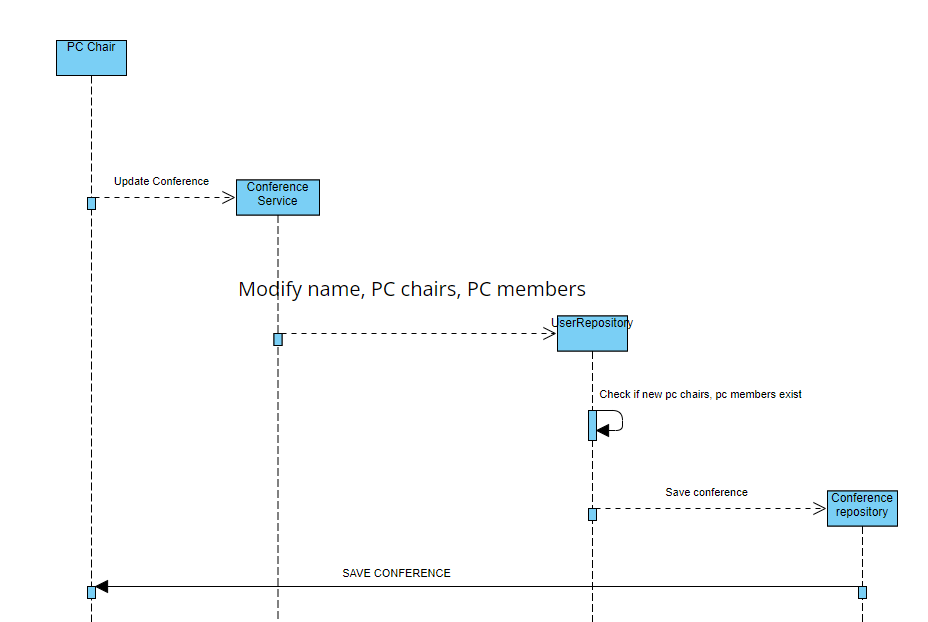 PC Chair
Update Conference
Conference
Service
Modify name, PC chairs, PC members
UserRepository
Check if new pc chairs, pc members exist
Save conference
Conference
repository
SAVE CONFERENCE